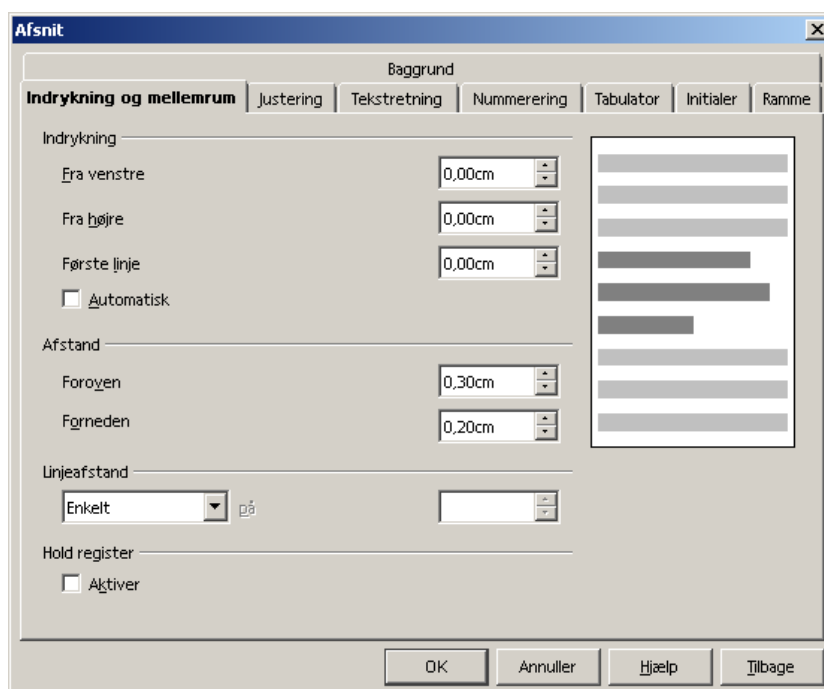 Afsnit
Baggrund
Indrykning og mellemrum Justering Tekstretning Nummerering Tabulator Initialer Ramme
Indrykning
Fra venstre 0,00cm
Fra højre 0,00cm
Første linje 0,00cm
Automatisk
Afstand
Foroven 0,30cm
Forneden 0,20cm
Linjeafstand
Enkelt på
Hold register
Aktiver
OK Annuller Hjælp Tilbage